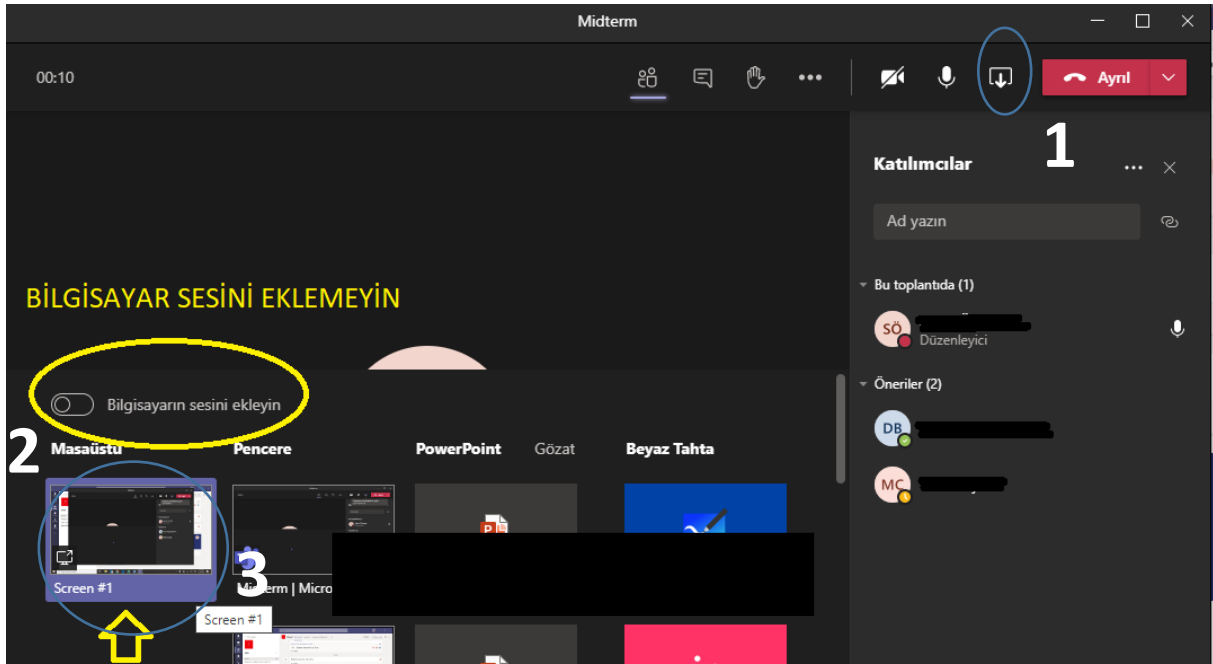 Midterm
00:10
Ayrıl
1
Katılımcılar
Ad yazın
BİLGİSAYAR SESİNİ EKLEMEYİN
Bu toplantıda (1)
SÖ
Düzenleyici
Öneriler (2)
DB
MC
Bilgisayarın sesini ekleyin
2
Masaüstü
Pencere
PowerPoint
Gözat
Beyaz Tahta
3
Screen #1
Midterm | Micro
Screen #1